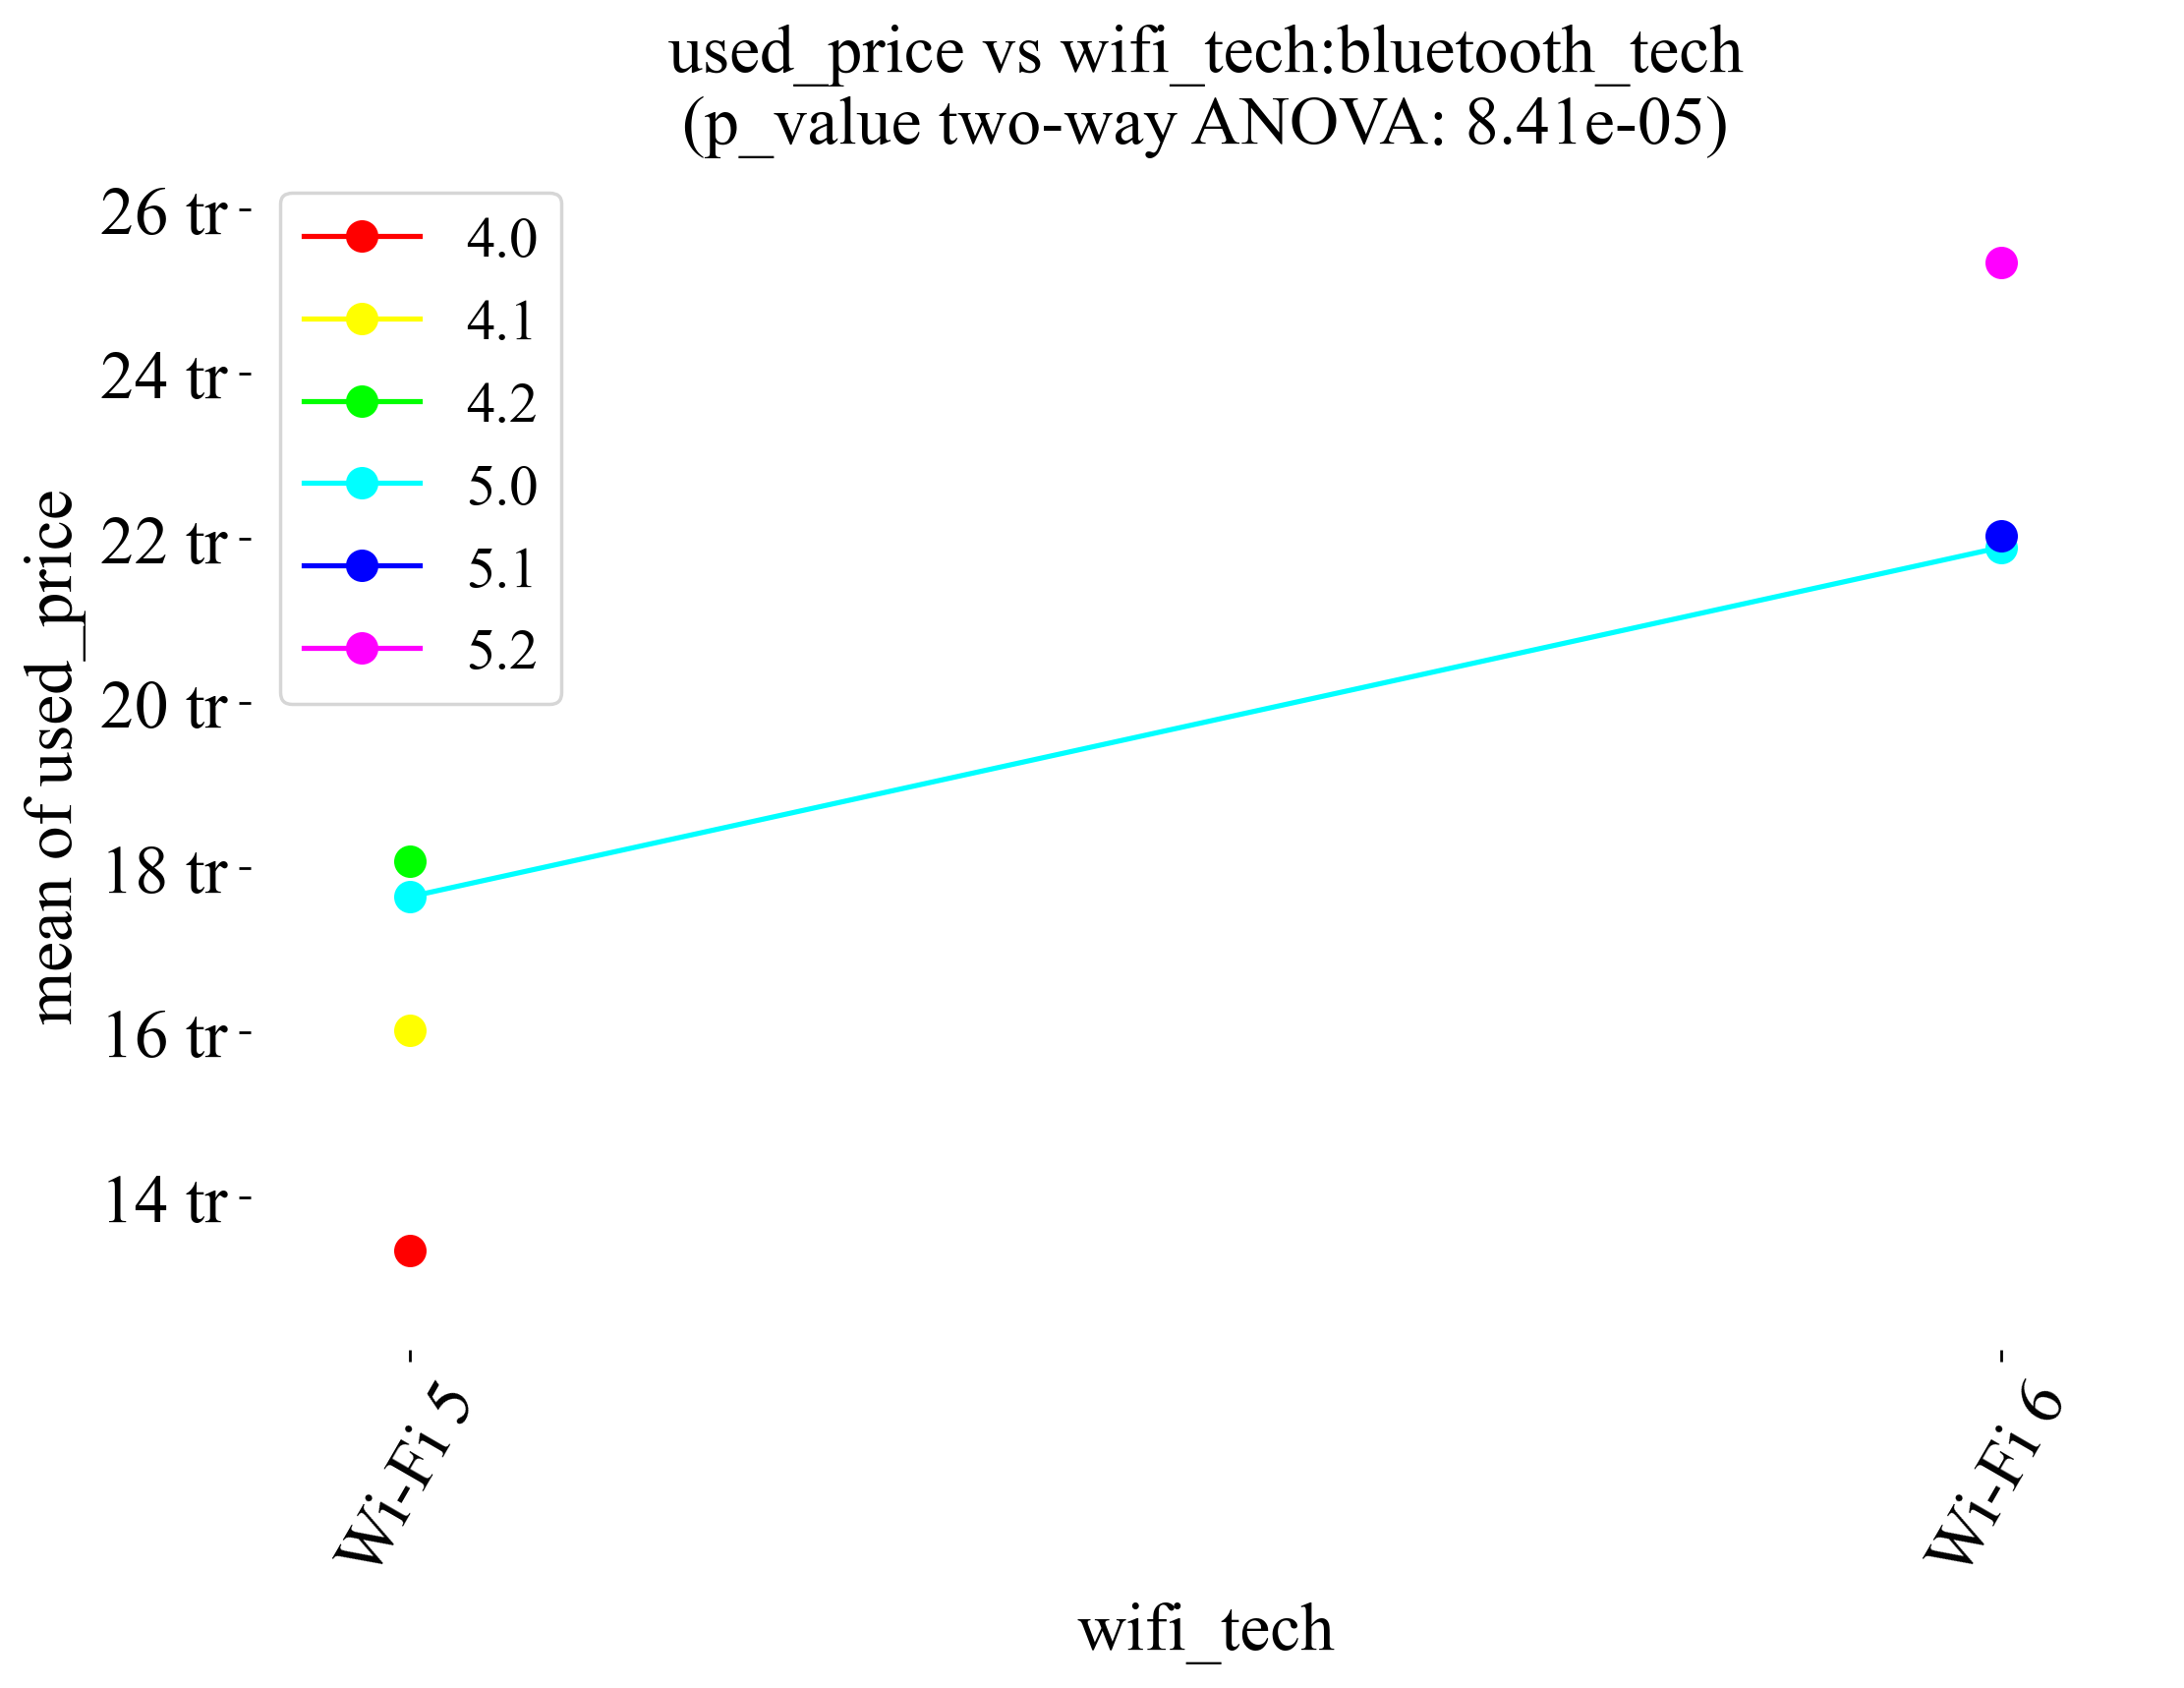 used_price vs wifi_tech:bluetooth_tech
(p_value two-way ANOVA: 8.41e-05)
mean of used_price
26 tr
24 tr
22 tr
20 tr
18 tr
16 tr
14 tr
4.0
4.1
4.2
5.0
5.1
5.2
Wi-Fi 5
Wi-Fi 6
wifi_tech